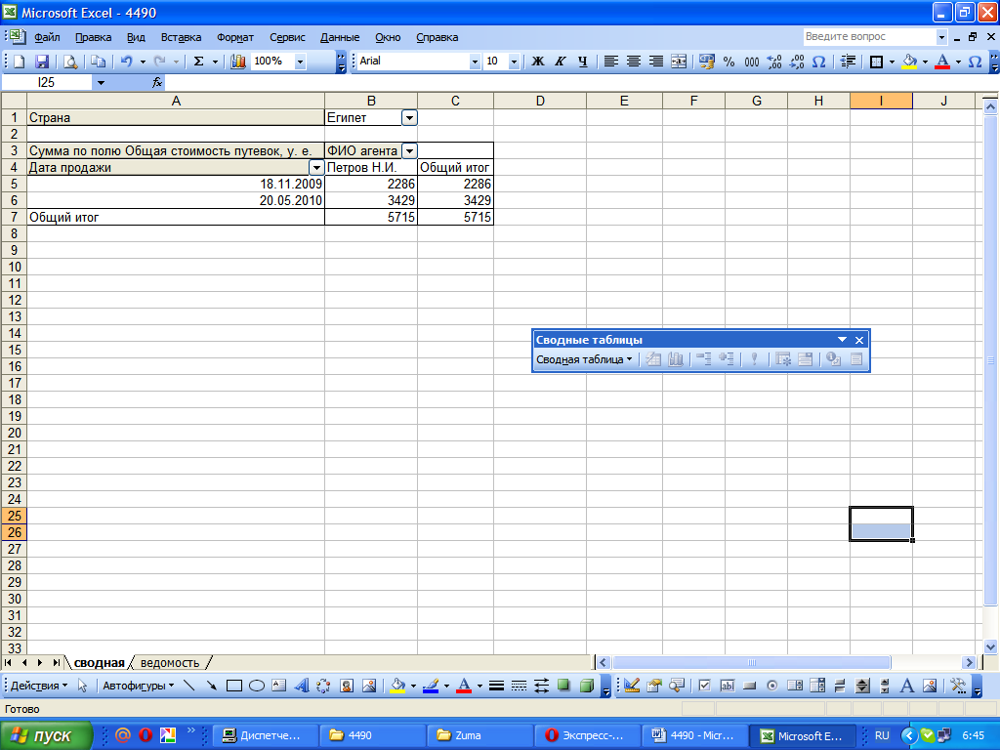 Microsoft Excel - 4490
Файл Правка Вид Вставка Формат Сервис Данные Окно Справка Введите вопрос
Σ 100% Arial 10 Ж К Ч % 000 Ω А Ω
I25 fx
A B C D E F G H I J
1 Страна Египет
2
3 Сумма по полю Общая стоимость путевок, у. е. ФИО агента
4 Дата продажи Петров Н.И. Общий итог
5 18.11.2009 2286 2286
6 20.05.2010 3429 3429
7 Общий итог 5715 5715
8
9
10
11
12
13
14
Сводные таблицы
15
Сводная таблица
16
17
18
19
20
21
22
23
24
25
26
27
28
29
30
31
32
33
сводная ведомость
Действия Автофигуры
Готово
пуск Диспетче... 4490 Zuma Экспресс-... 4490 - Micr... Microsoft E... RU 6:45